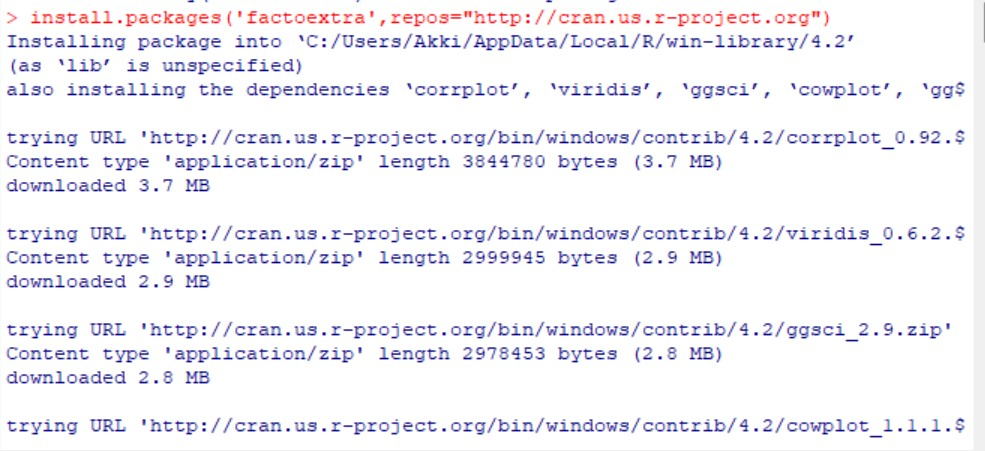 > install.packages('factoextra',repos="http://cran.us.r-project.org")
Installing package into ‘C:/Users/Akki/AppData/Local/R/win-library/4.2’
(as ‘lib’ is unspecified)
also installing the dependencies ‘corrplot’, ‘viridis’, ‘ggsci’, ‘cowplot’, ‘gg$
trying URL 'http://cran.us.r-project.org/bin/windows/contrib/4.2/corrplot_0.92.$
Content type 'application/zip' length 3844780 bytes (3.7 MB)
downloaded 3.7 MB
trying URL 'http://cran.us.r-project.org/bin/windows/contrib/4.2/viridis_0.6.2.$
Content type 'application/zip' length 2999945 bytes (2.9 MB)
downloaded 2.9 MB
trying URL 'http://cran.us.r-project.org/bin/windows/contrib/4.2/ggsci_2.9.zip'
Content type 'application/zip' length 2978453 bytes (2.8 MB)
downloaded 2.8 MB
trying URL 'http://cran.us.r-project.org/bin/windows/contrib/4.2/cowplot_1.1.1.$